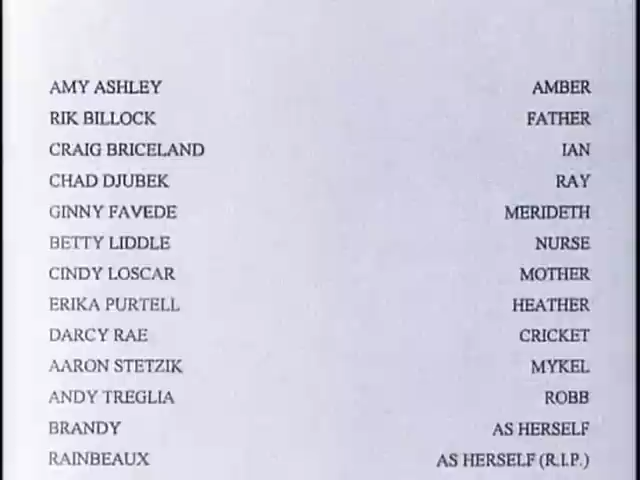 AMY ASHLEY AMBER
RIK BILLOCK FATHER
CRAIG BRICELAND IAN
CHAD DJUBEK RAY
GINNY FAVEDE MERIDETH
BETTY LIDDLE NURSE
CINDY LOSCAR MOTHER
ERIKA PURTELL HEATHER
DARCY RAE CRICKET
AARON STETZIK MYKEL
ANDY TREGLIA ROBB
BRANDY AS HERSELF
RAINBEAUX AS HERSELF (R.I.P.)